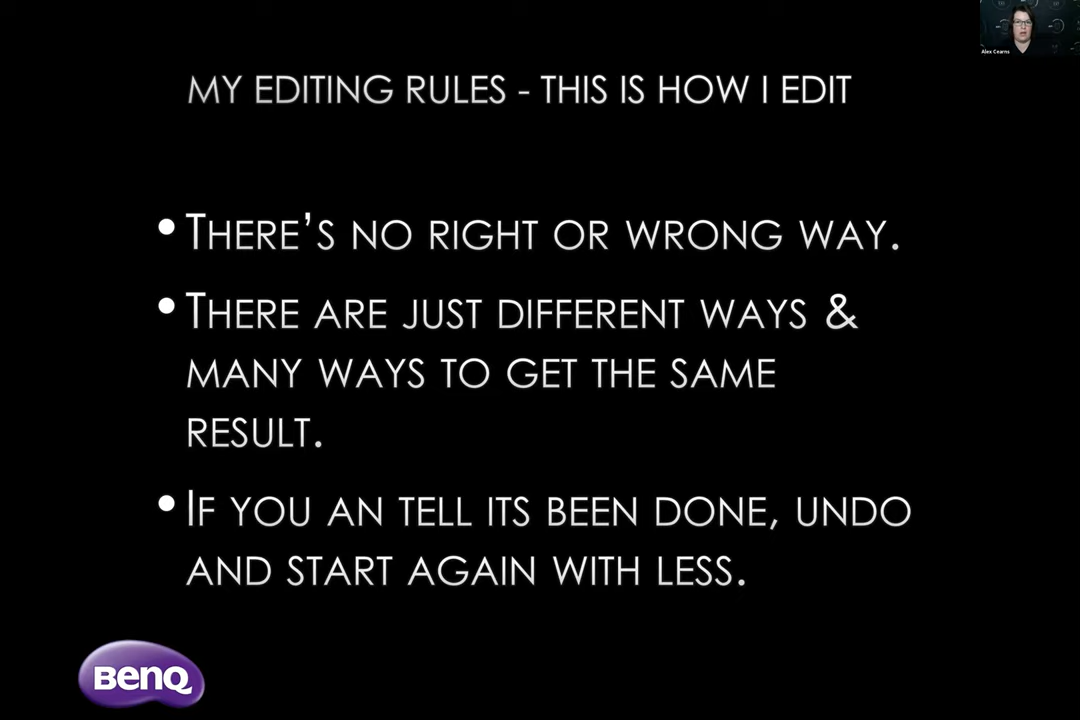 Alex Cearns
MY EDITING RULES - THIS IS HOW I EDIT
• THERE'S NO RIGHT OR WRONG WAY.
• THERE ARE JUST DIFFERENT WAYS &
MANY WAYS TO GET THE SAME
RESULT.
• IF YOU AN TELL ITS BEEN DONE, UNDO
AND START AGAIN WITH LESS.
BenQ